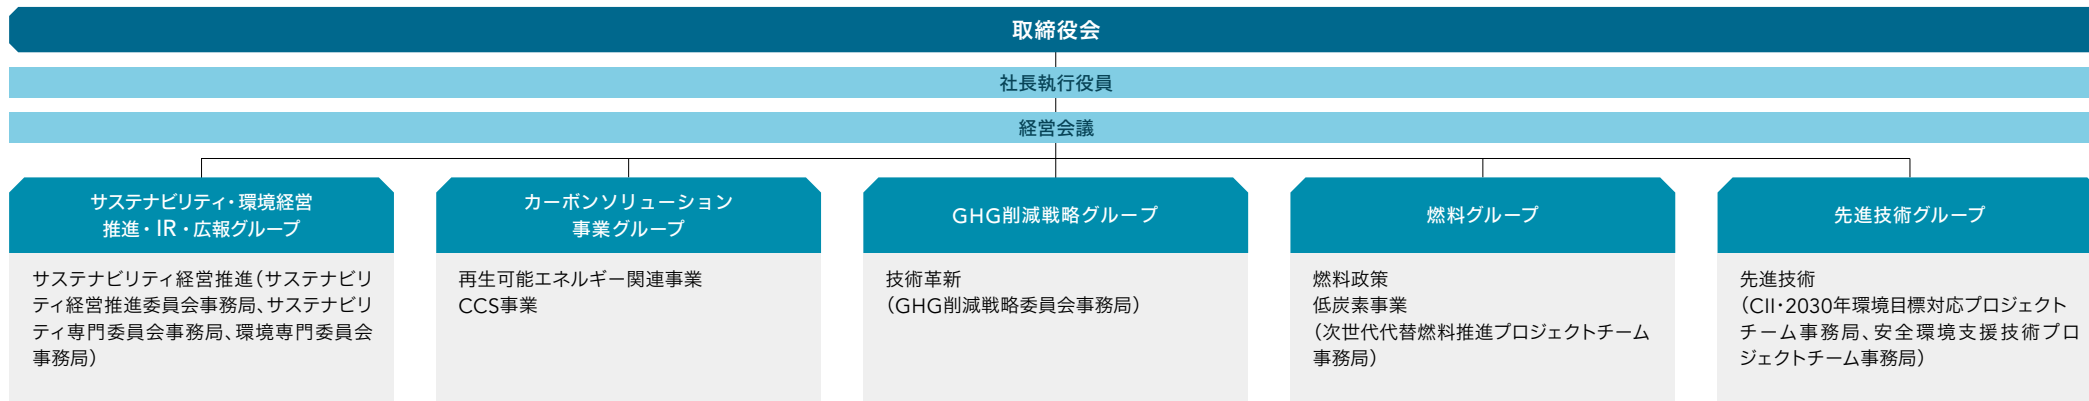 取締役会
社長執行役員
経営会議
サステナビリティ・環境経営
推進・IR・広報グループ
サステナビリティ経営推進（サステナビリ
ティ経営推進委員会事務局、サステナビリ
ティ専門委員会事務局、環境専門委員会
事務局）
カーボンソリューション
事業グループ
再生可能エネルギー関連事業
CCS事業
GHG削減戦略グループ
技術革新
（GHG削減戦略委員会事務局）
燃料グループ
燃料政策
低炭素事業
（次世代代替燃料推進プロジェクトチーム
事務局）
先進技術グループ
先進技術
（CII・2030年環境目標対応プロジェクト
チーム事務局、安全環境支援技術プロ
ジェクトチーム事務局）